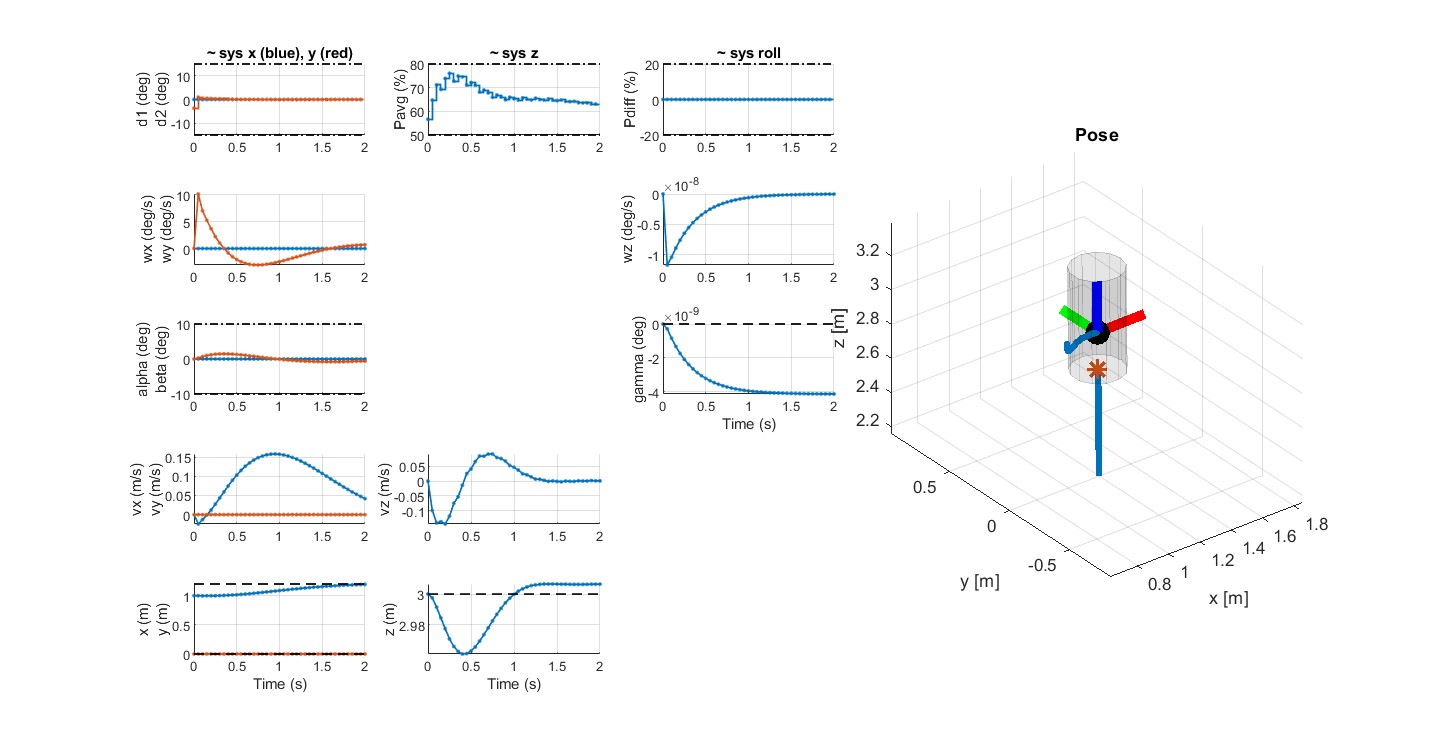 ~ sys x (blue), y (red)
d1 (deg)
d2 (deg)
10
0
-10
0 0.5 1 1.5 2
~ sys z
Pavg (%)
80
70
60
50
0 0.5 1 1.5 2
~ sys roll
Pdiff (%)
20
0
-20
0 0.5 1 1.5 2
wx (deg/s)
wy (deg/s)
10
5
0
0 0.5 1 1.5 2
wz (deg/s)
×10-8
0
-0.5
-1
0 0.5 1 1.5 2
alpha (deg)
beta (deg
10
0
-10
0 0.5 1 1.5 2
gamma (deg)
×10-9
0
-2
-4
0 0.5 1 1.5 2
Time (s)
vx (m/s)
vy (m/s)
0.15
0.1
0.05
0
0 0.5 1 1.5 2
vz (m/s)
0.05
0
-0.05
-0.1
0 0.5 1 1.5 2
x (m)
y (m)
1
0.5
0
0 0.5 1 1.5 2
Time (s)
z (m)
3
2.98
0 0.5 1 1.5 2
Time (s)
Pose
z [m]
3.2
3
2.8
2.6
2.4
2.2
0.5
0
-0.5
y [m]
0.8 1 1.2 1.4 1.6 1.8
x [m]